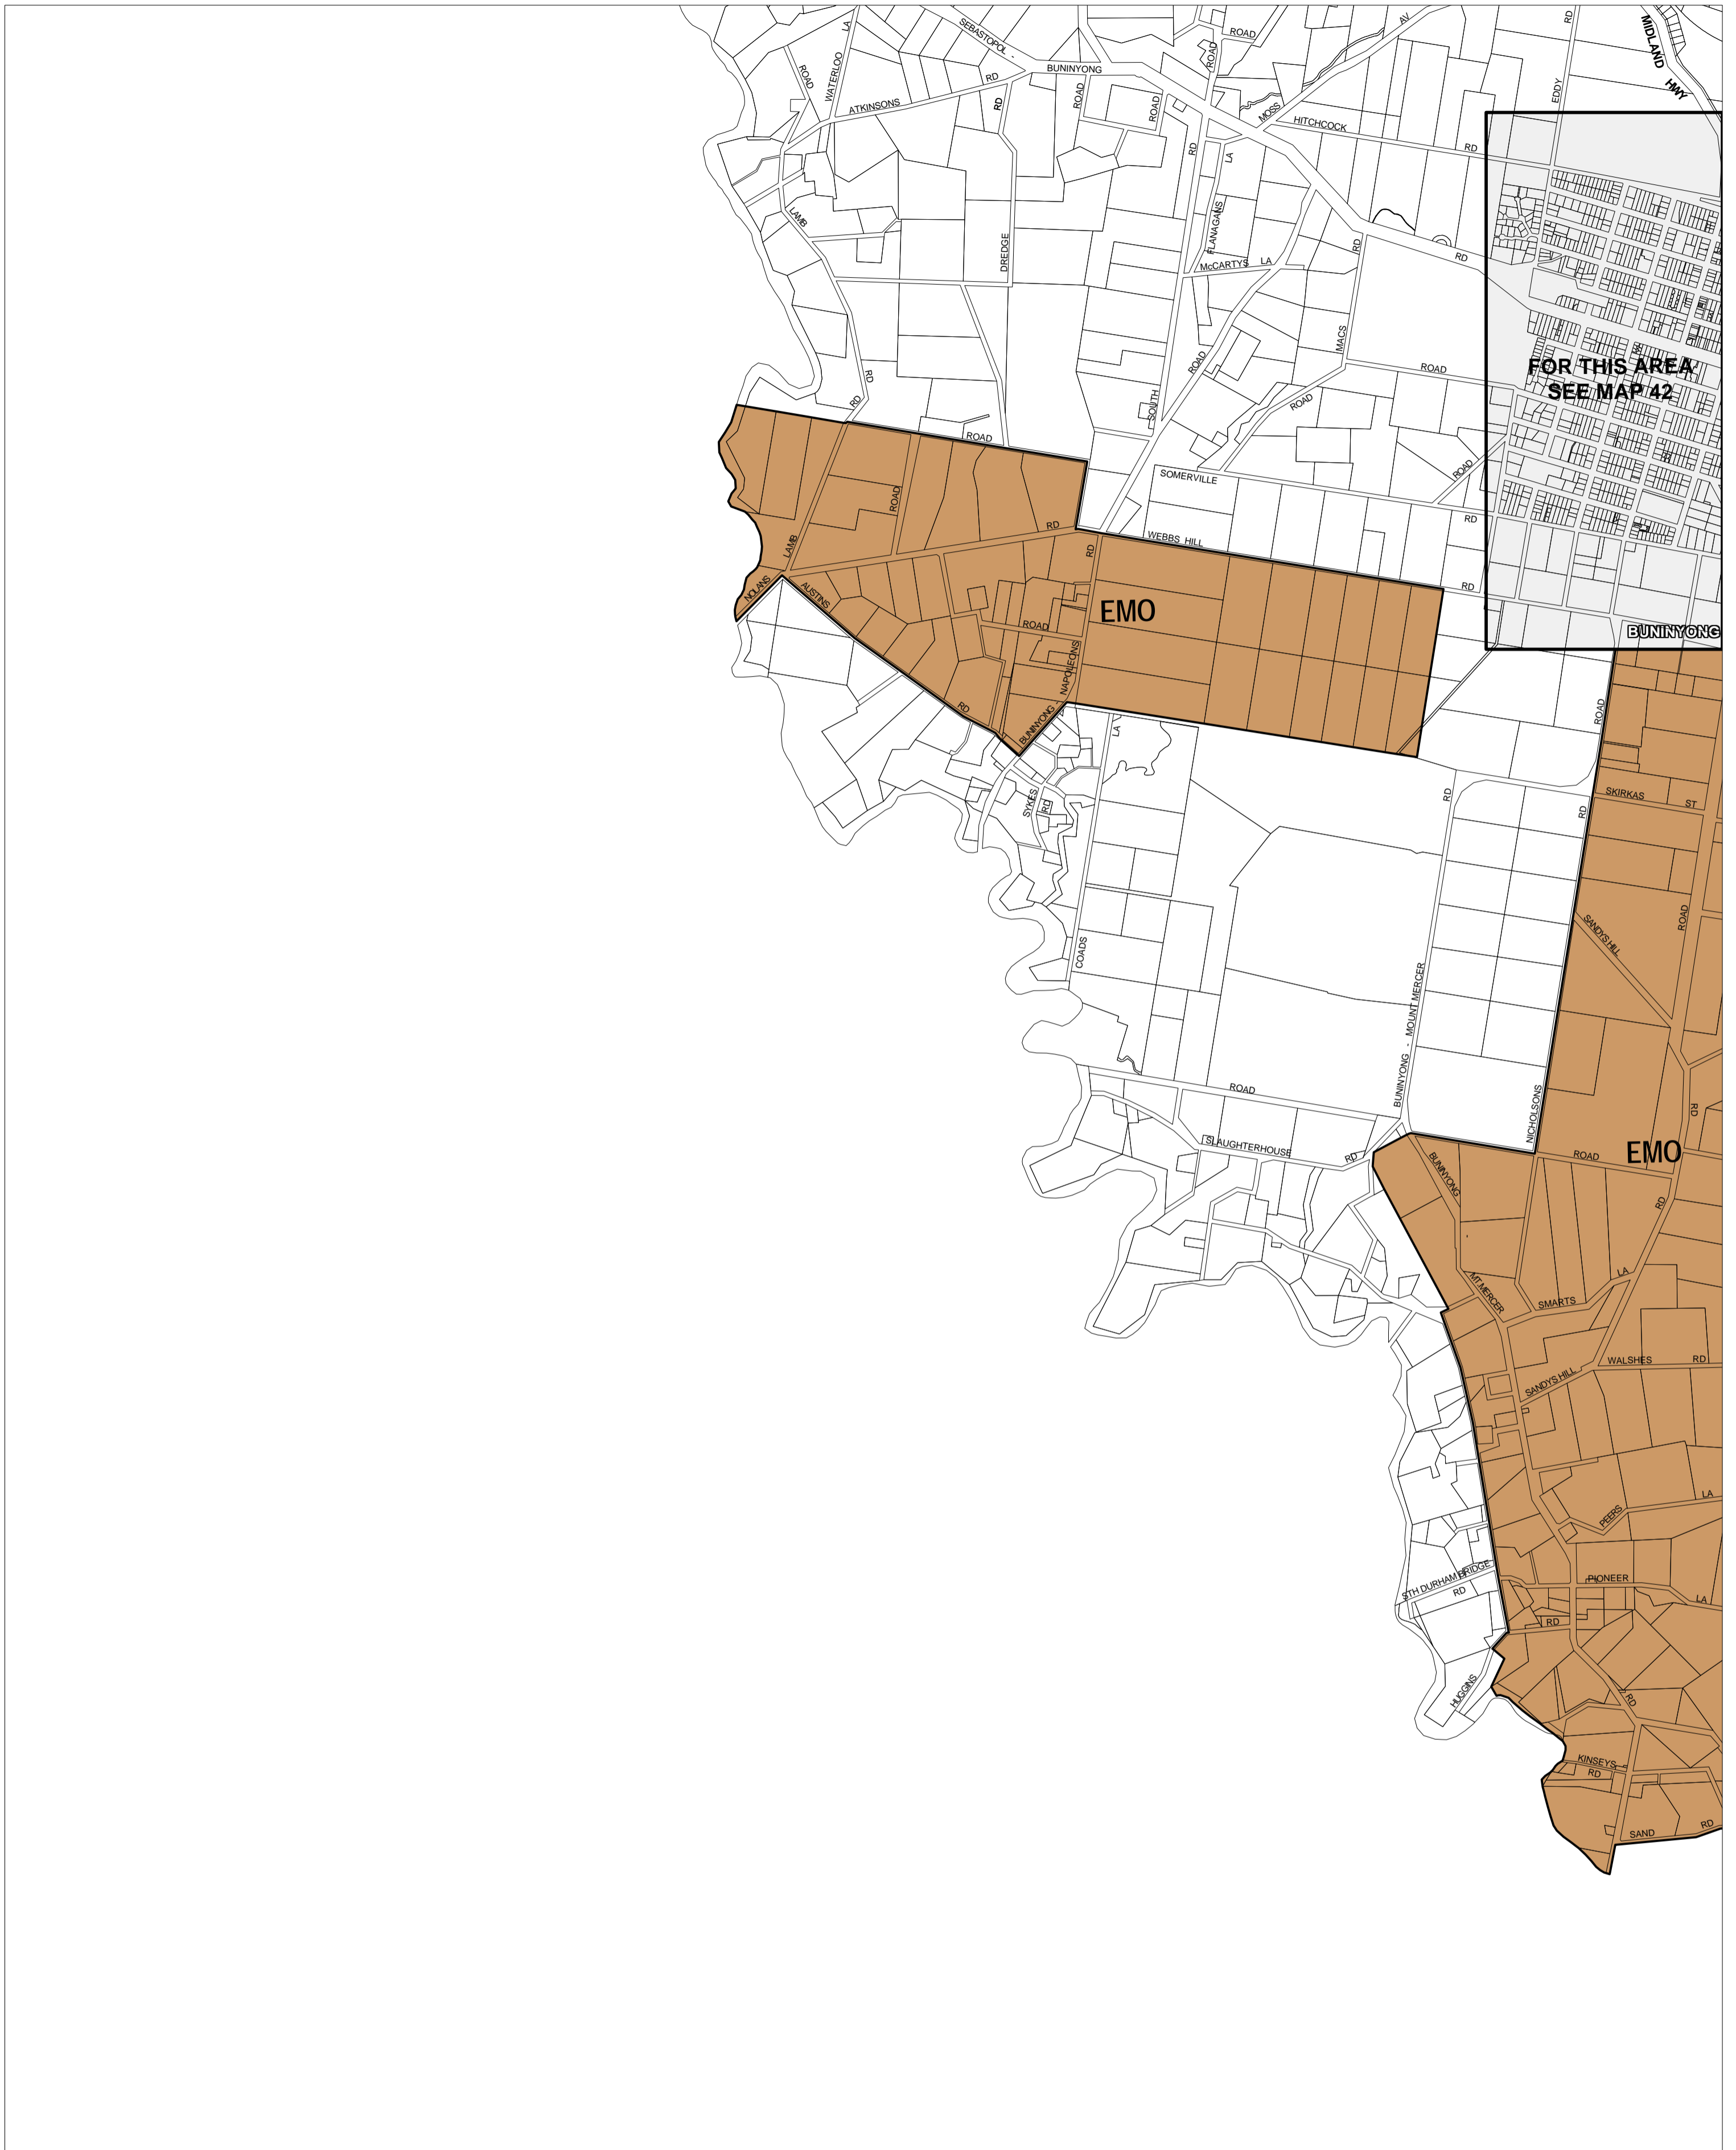 SEBASTOPOL -
LA
ROAD
AV
RD
MIDLAND
HWY
ROAD
WATERLOO
BUNINYONG
ROAD
RD
EDDY
ATKINSONS
RD
ROAD
ROAD
MOSS
HITCHCOCK
RD
RD
LA
LAMB
FLANAGANS
DREDGE
McCARTYS LA
RD
RD
MACS
ROAD
ROAD
FOR THIS AREA
SEE MAP 42
RD
RD
SOUTH
ROAD
ROAD
ROAD
SOMERVILLE
ROAD
RD
RD
WEBBS HILL
LAMB
RD
NOLANS
AUSTINS
RD
EMO
ROAD
BUNINYONG
NAPOLEONS
RD
BUNINYONG -
LA
ROAD
SYKES
RD
RD
SKIRKAS ST
RD
ROAD
SANDYS HILL
COADS
BUNINYONG - MOUNT MERCER
ROAD
NICHOLSONS
RD
SLAUGHTERHOUSE
RD
BUNINYONG
-
ROAD
EMO
RD
MT.MERCER
SMARTS
LA
WALSHES RD
SANDYS HILL
PEERS
LA
STH DURHAM BRIDGE
RD
PIONEER
LA
RD
HUGGINS
RD
KINSEYS
RD
SAND RD